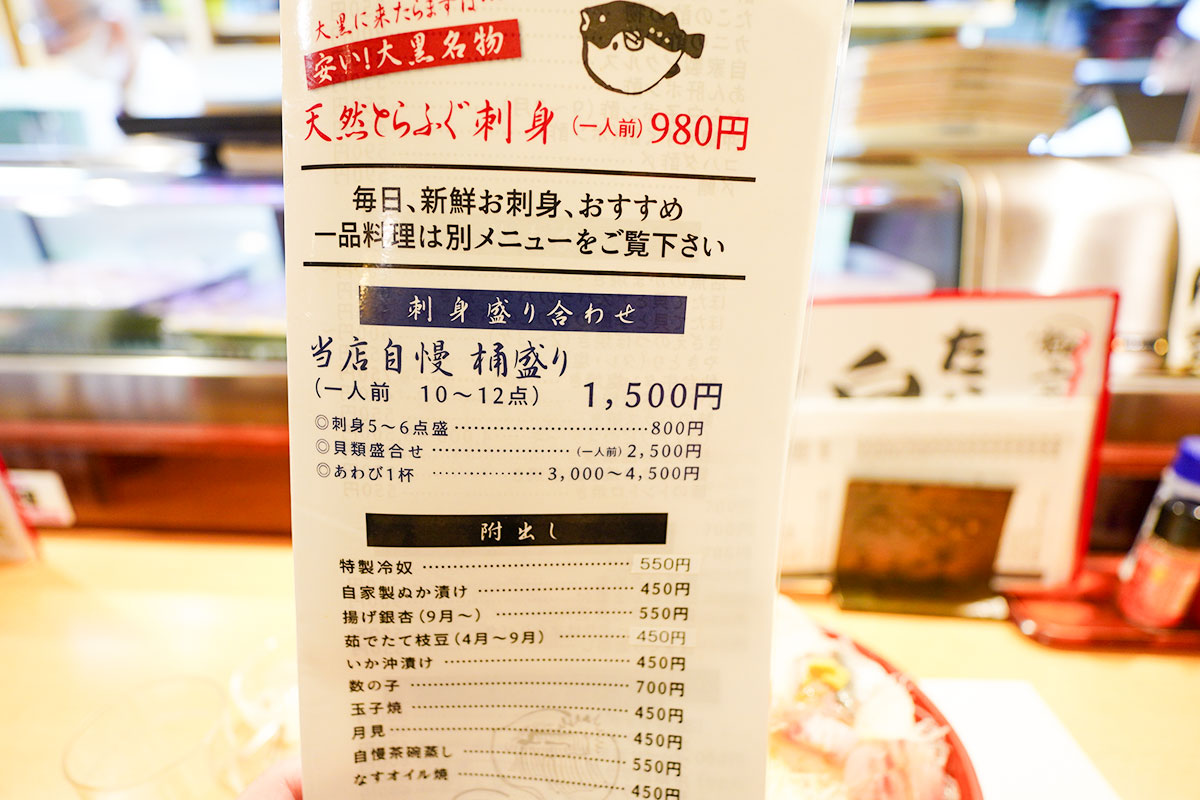 大黒に来たらまずは…
安い!大黒名物
天然とらふぐ刺身(一人前)980円
毎日、新鮮お刺身、おすすめ
一品料理は別メニューをご覧下さい
刺身盛り合わせ
当店自慢 桶盛り
(一人前 10〜12点) 1,500円
◎刺身5〜6点盛 800円
◎貝類盛合せ (一人前)2,500円
◎あわび1杯 3,000〜4,500円
附出し
特製冷奴 550円
自家製ぬか漬け 450円
揚げ銀杏(9月〜) 550円
茹でたて枝豆(4月〜9月) 450円
いか沖漬け 450円
数の子 700円
玉子焼 450円
月見 450円
自慢茶碗蒸し 550円
なすオイル焼 450円